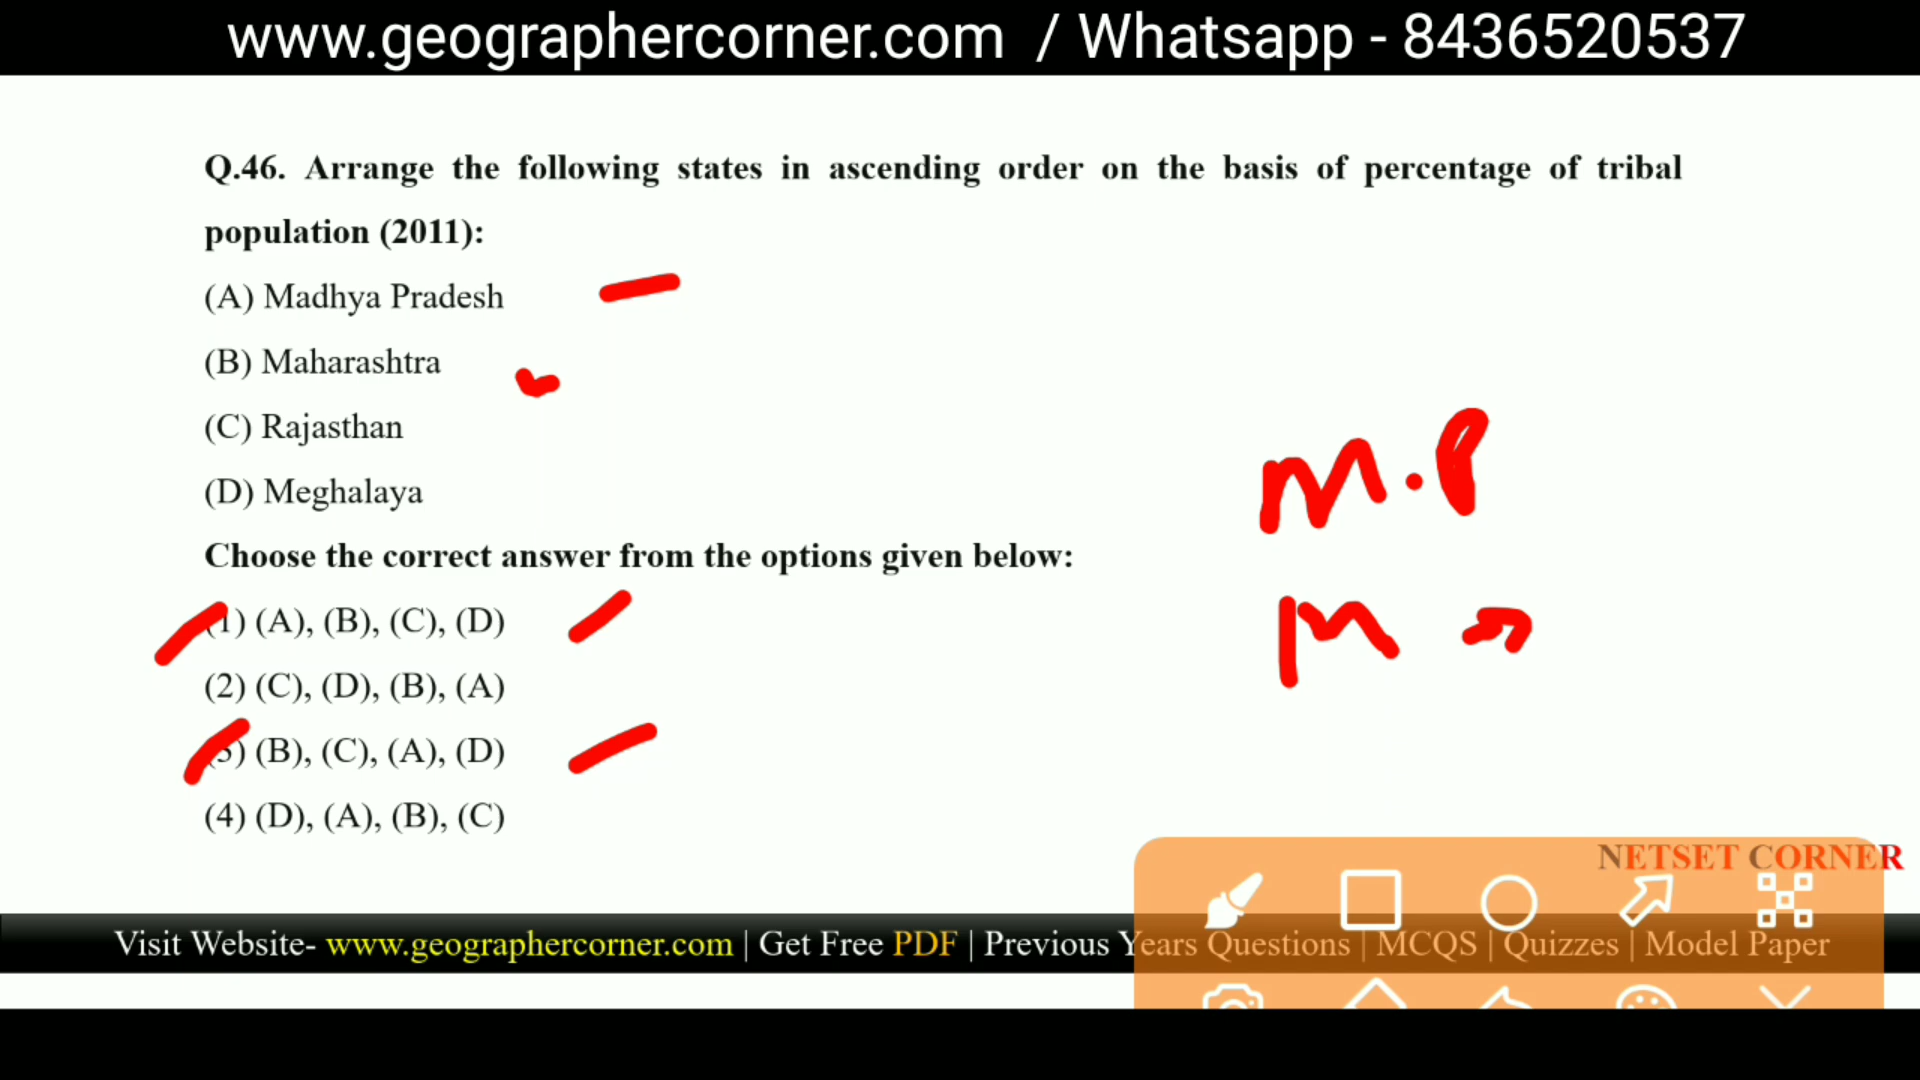 www.geographercorner.com / Whatsapp - 8436520537
Q.46. Arrange the following states in ascending order on the basis of percentage of tribal
population (2011):
(A) Madhya Pradesh
(B) Maharashtra
(C) Rajasthan
(D) Meghalaya
M.P
Choose the correct answer from the options given below:
(1) (A), (B), (C), (D)
M
(2) (C), (D), (B), (A)
(3) (B), (C), (A), (D)
(4) (D), (A), (B), (C)
NETSET CORNER
Visit Website- www.geographercorner.com | Get Free PDF | Previous Years Questions | MCQS | Quizzes | Model Paper